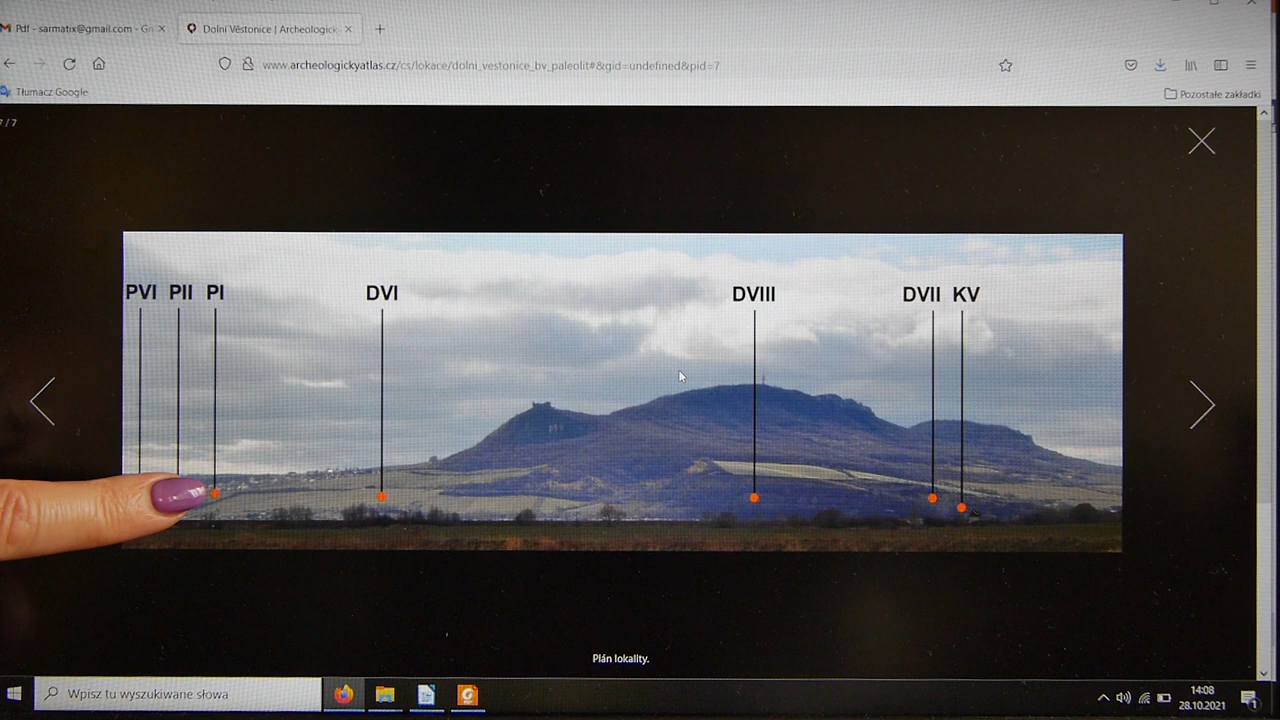 Pdf - sarmatix@gmail.com - Gm
Dolní Věstonice | Archeologick
www.archeologickyatlas.cz/cs/lokace/dolni_vestonice_bv_paleolit#&gid=undefined&pid=7
Tłumacz Google
Pozostałe zakładki
7 / 7
PVI PII PI DVI DVIII DVII KV
Plán lokality.
Wpisz tu wyszukiwane słowa
14:08
28.10.2021
1